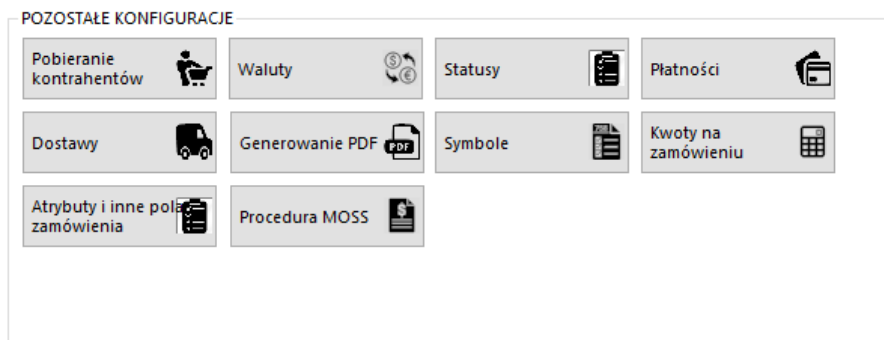 POZOSTAŁE KONFIGURACJE
Pobieranie
kontrahentów
Waluty
Statusy
Płatności
Dostawy
Generowanie PDF
PDF
Symbole
Kwoty na
zamówieniu
Atrybuty i inne pola
zamówienia
Procedura MOSS